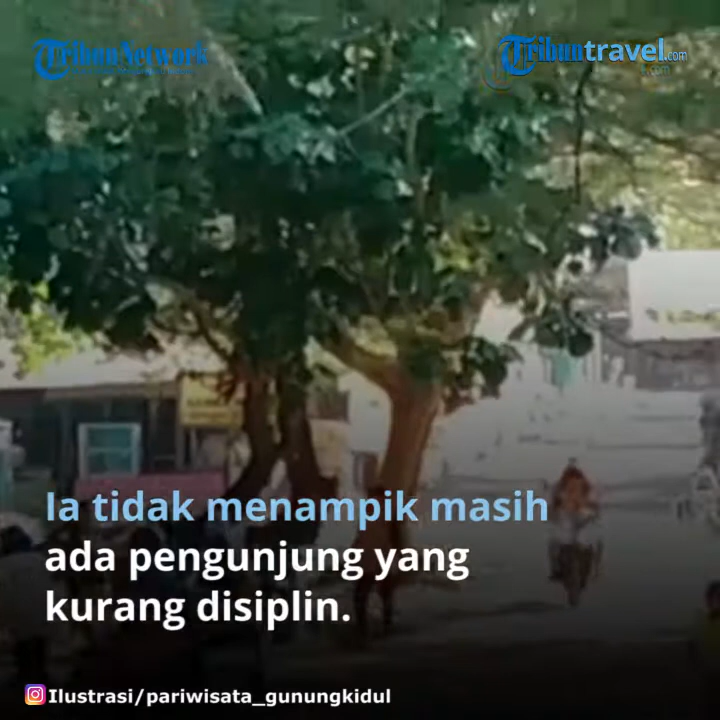 TribunNetwork
Tribuntravel.com
Ia tidak menampik masih
ada pengunjung yang
kurang disiplin.
Ilustrasi/pariwisata_gunungkidul